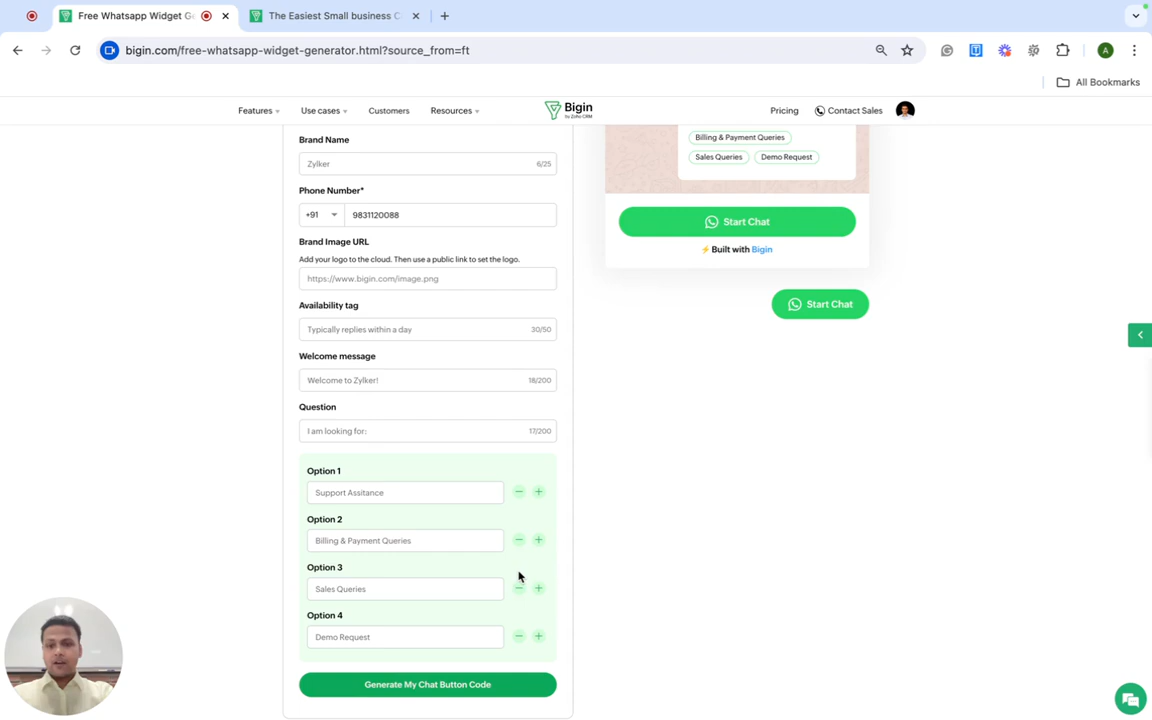 Free Whatsapp Widget Ge
The Easiest Small business C
bigin.com/free-whatsapp-widget-generator.html?source_from=ft
A
All Bookmarks
Features
Use cases
Customers
Resources
Bigin
by Zoho CRM
Pricing
Contact Sales
Brand Name
Zylker
6/25
Phone Number*
+91
9831120088
Brand Image URL
Add your logo to the cloud. Then use a public link to set the logo.
https://www.bigin.com/image.png
Availability tag
Typically replies within a day
30/50
Welcome message
Welcome to Zylker!
18/200
Question
I am looking for:
17/200
Option 1
Support Assitance
Option 2
Billing & Payment Queries
Option 3
Sales Queries
Option 4
Demo Request
Generate My Chat Button Code
Billing & Payment Queries
Sales Queries
Demo Request
Start Chat
Built with Bigin
Start Chat